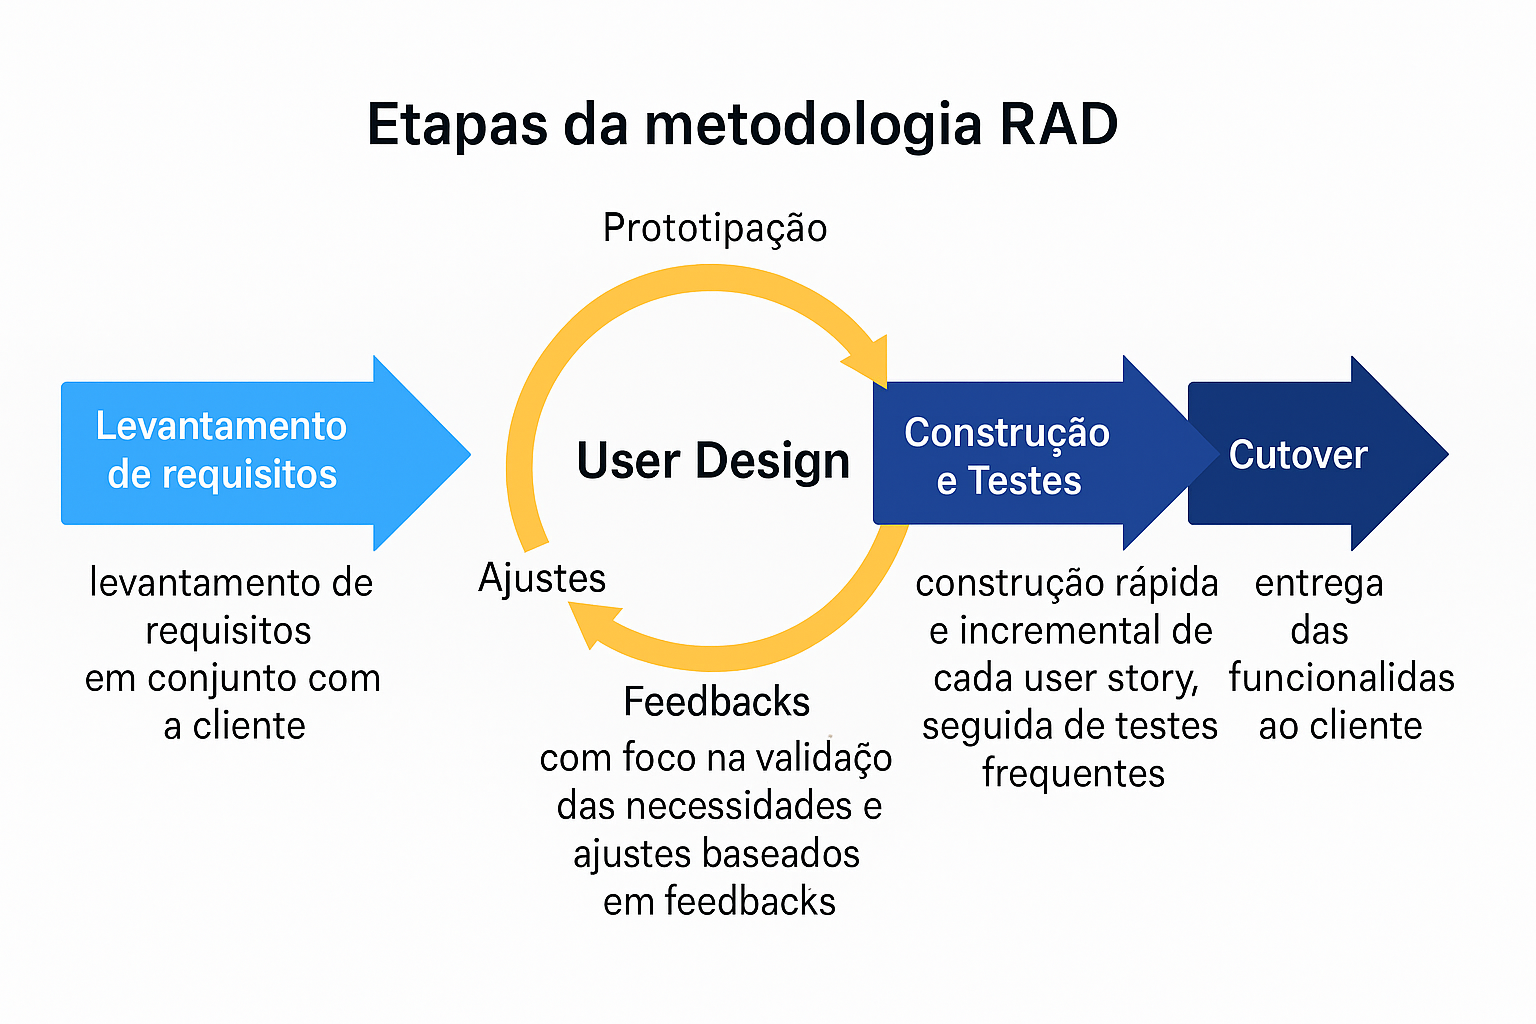 Etapas da metodologia RAD
Prototipação
Levantamento
de requisitos
User Design
Construção
e Testes
Cutover
levantamento de
requisitos
em conjunto com
a cliente
Ajustes
Feedbacks
com foco na validaço
das necessidades e
ajustes baseados
em feedbacks
construção rápida
e incremental de
cada user story,
seguida de testes
frequentes
entrega
das
funcionalidas
ao cliente